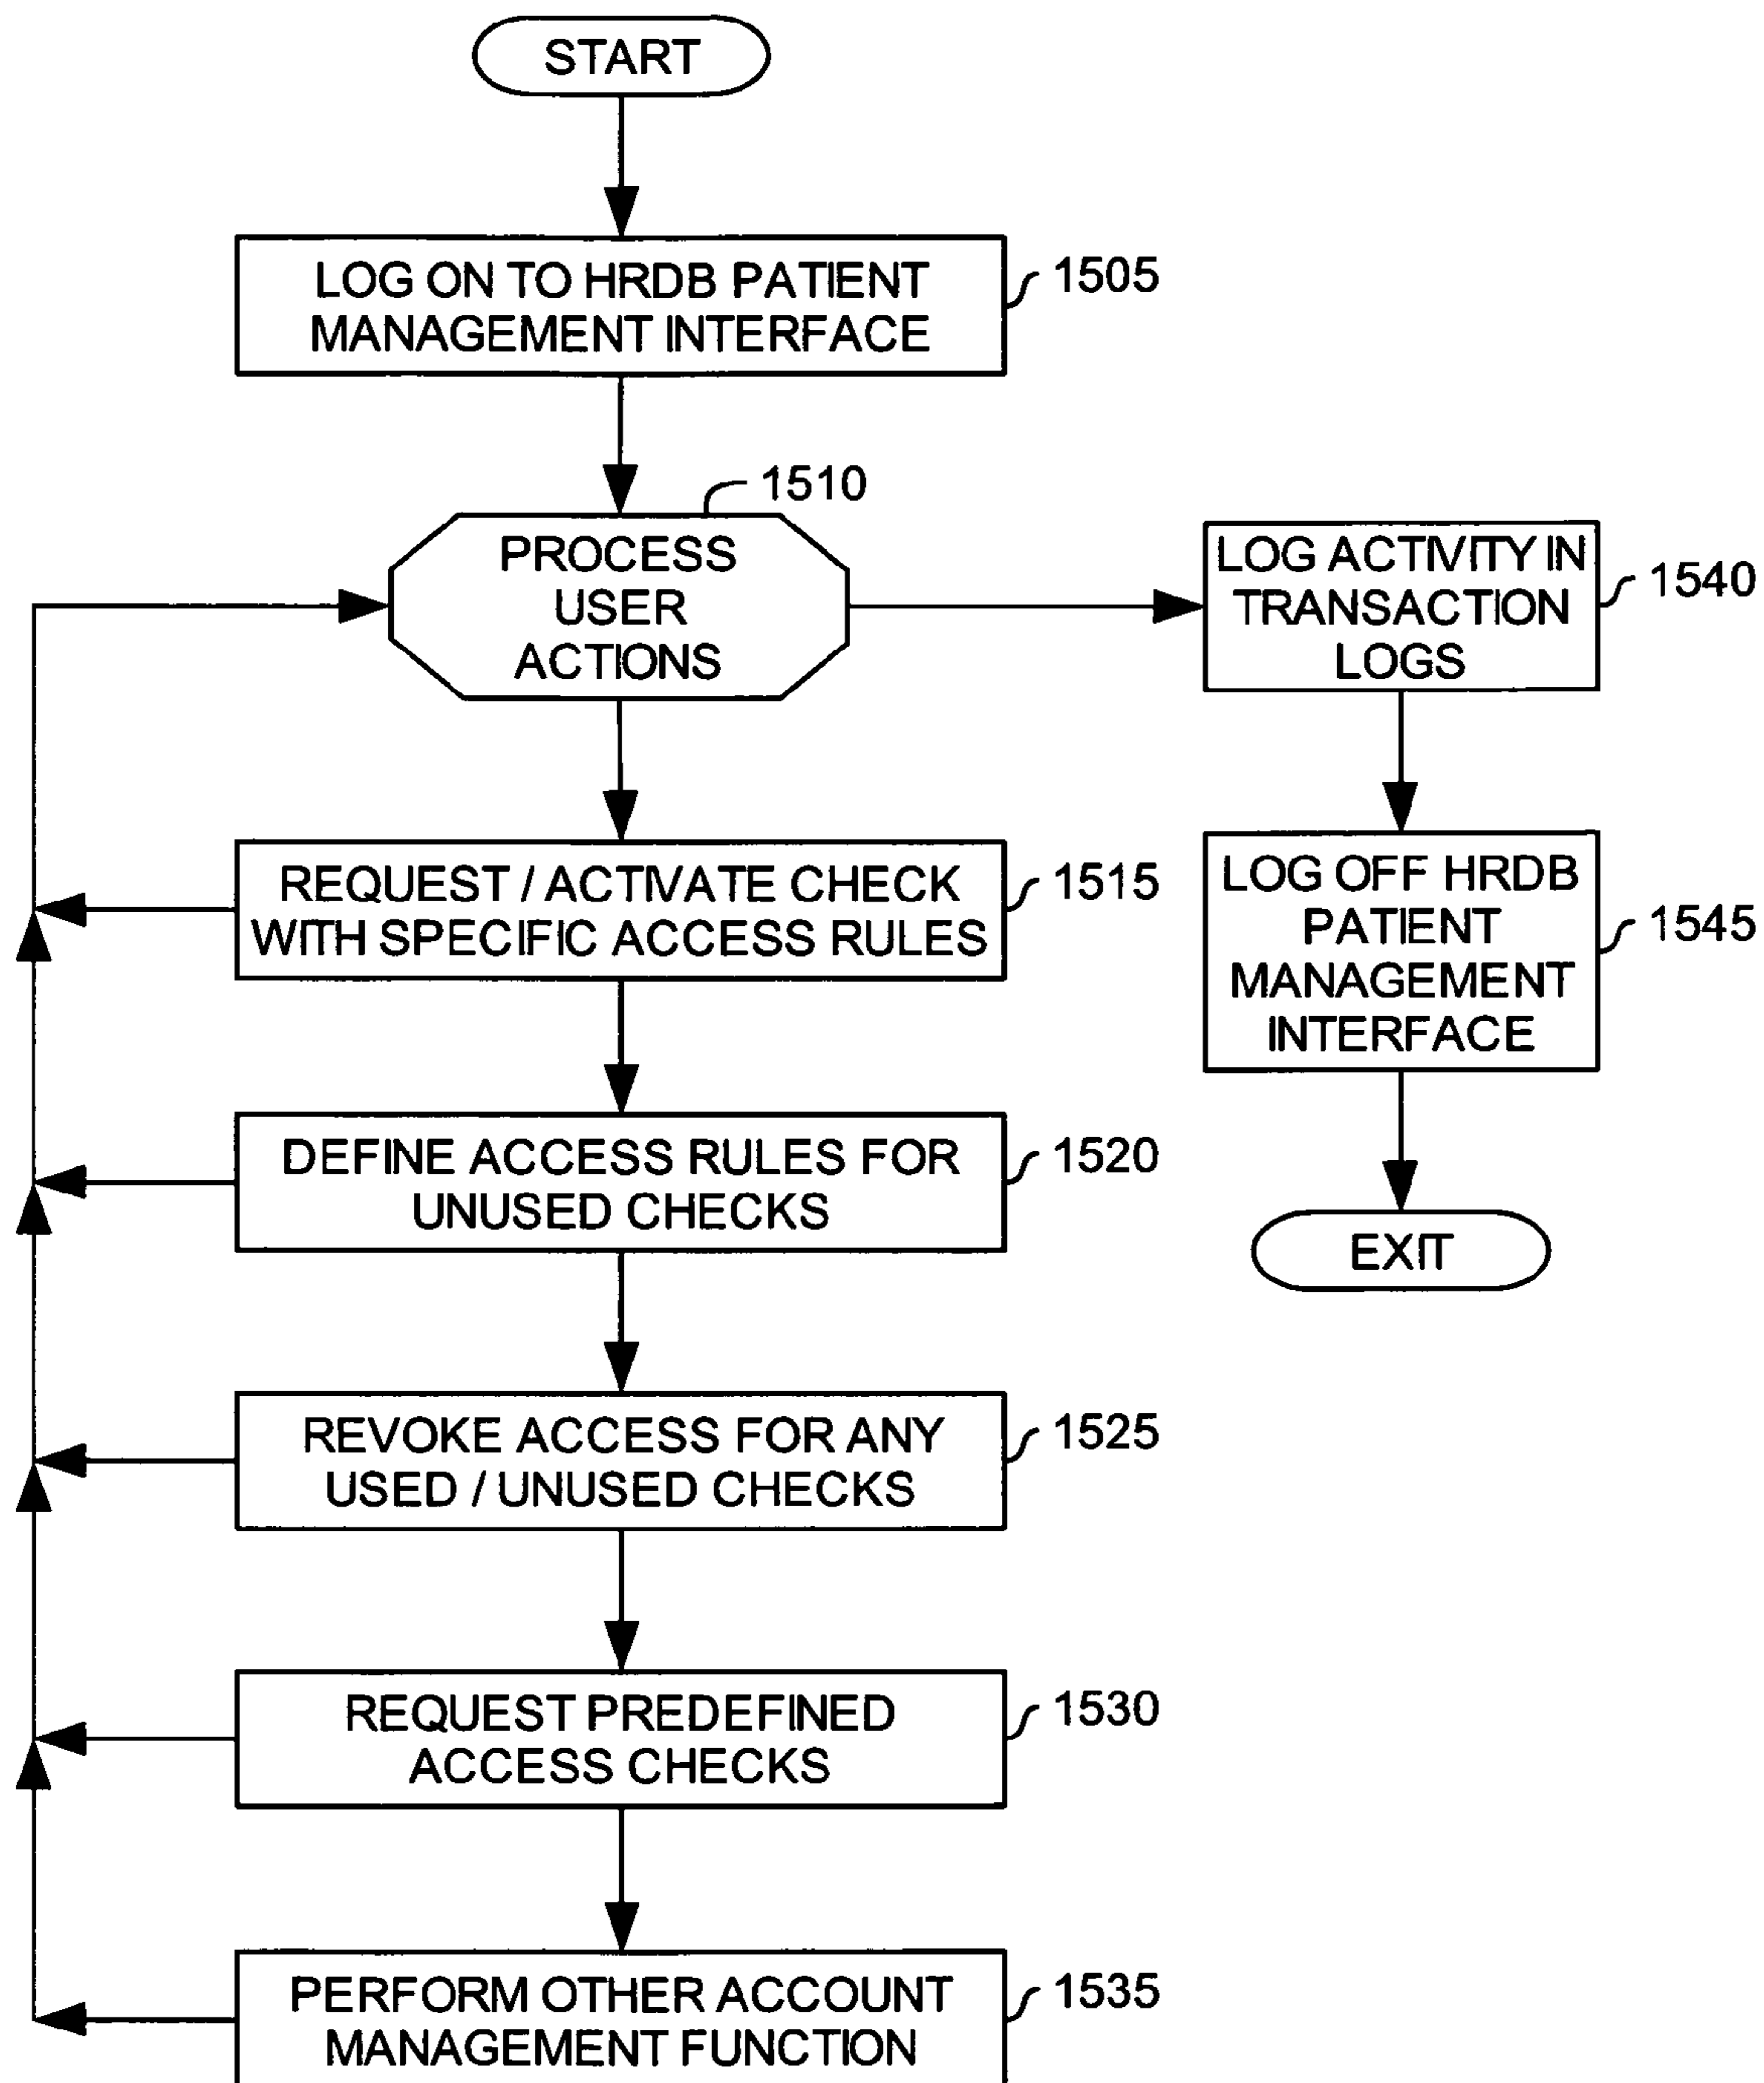 START
LOG ON TO HRDB PATIENT
MANAGEMENT INTERFACE
1505
1510
PROCESS
USER
ACTIONS
LOG ACTIVITY IN
TRANSACTION
LOGS
1540
REQUEST / ACTIVATE CHECK
WITH SPECIFIC ACCESS RULES
1515
LOG OFF HRDB
PATIENT
MANAGEMENT
INTERFACE
1545
DEFINE ACCESS RULES FOR
UNUSED CHECKS
1520
EXIT
REVOKE ACCESS FOR ANY
USED / UNUSED CHECKS
1525
REQUEST PREDEFINED
ACCESS CHECKS
1530
PERFORM OTHER ACCOUNT
MANAGEMENT FUNCTION
1535